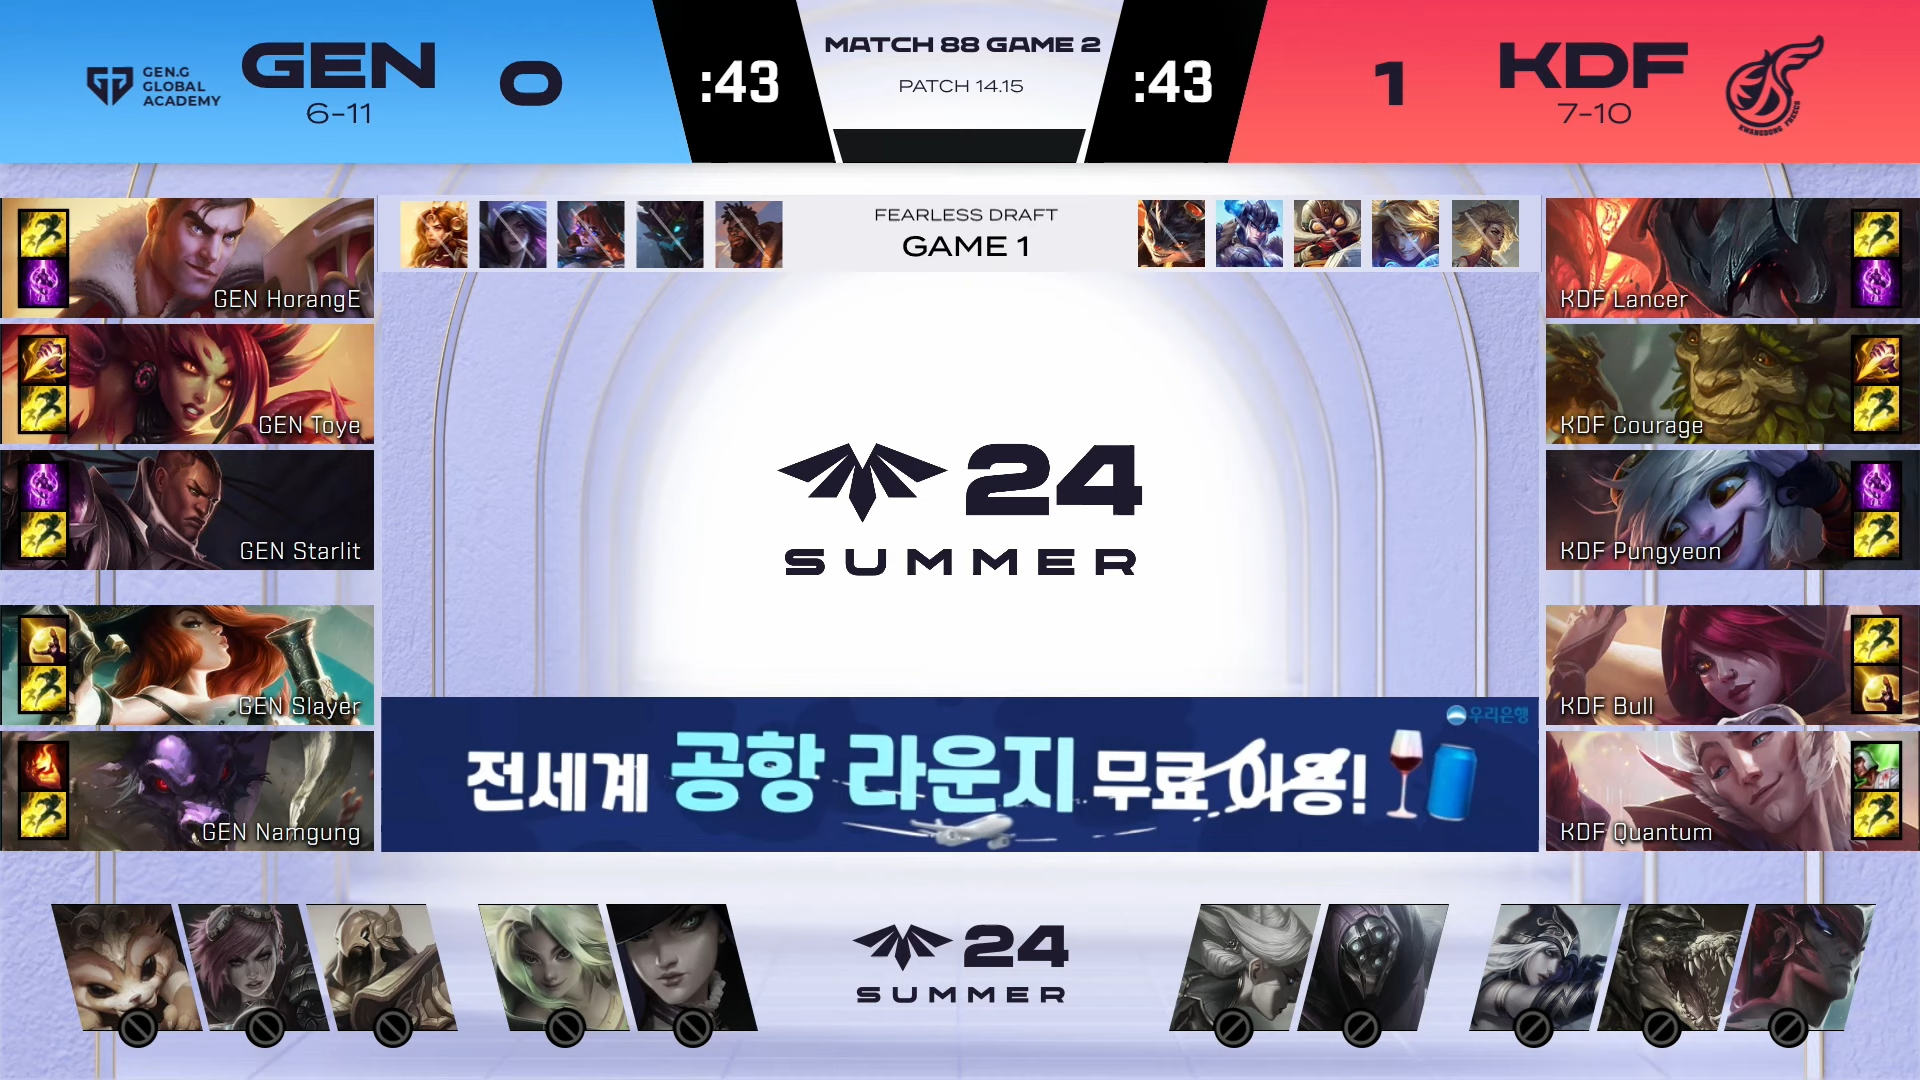 GEN.G
GLOBAL
ACADEMY
GEN
6-11
0
:43
MATCH 88 GAME 2
PATCH 14.15
:43
1
KDF
7-10
KWANGDONG FREECS
FEARLESS DRAFT
GAME 1
GEN HorangE
GEN Toye
GEN Starlit
GEN Slayer
GEN Namgung
KDF Lancer
KDF Courage
KDF Pungyeon
KDF Bull
KDF Quantum
24
SUMMER
우리은행
전세계 공항 라운지 무료 이용!
24
SUMMER